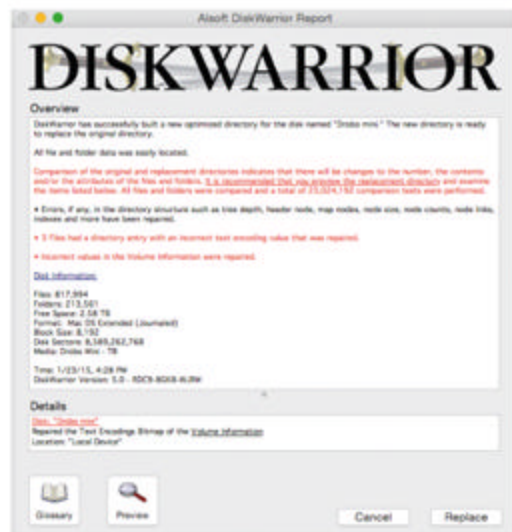 Alsoft DiskWarrior Report
DISKWARRIOR
Overview
DiskWarrior has successfully built a new optimized directory for the disk named "Drobo mini." The new directory is ready
to replace the original directory.
All file and folder data was easily located.
Comparison of the original and replacement directories indicates that there will be changes to the number, the contents
and/or the attributes of the files and folders. It is recommended that you preview the replacement directory and examine
the items listed below. All files and folders were compared and a total of comparison tests were performed.
• Errors, if any, in the directory structure such as tree depth, header node, map nodes, node size, node counts, node links,
indexes and more have been repaired.
• 3 Files had a directory entry with an incorrect text encoding value that was repaired.
• Incorrect values in the Volume Information were repaired.
Disk Information:
Files: 817,994
Folders: 213,501
Free Space: 2.58 TB
Format: Mac OS Extended (Journaled)
Block Size: 8,192
Disk Sectors: 8,589,262,768
Media: Drobo Mini - TB
Time: 1/23/15, 4:28 PM
DiskWarrior Version: 5.0 -
Details
Disk: "Drobo mini"
Repaired the Text Encodings Bitmap of the Volume Information
Location: "Local Device"
Glossary
Preview
Cancel
Replace